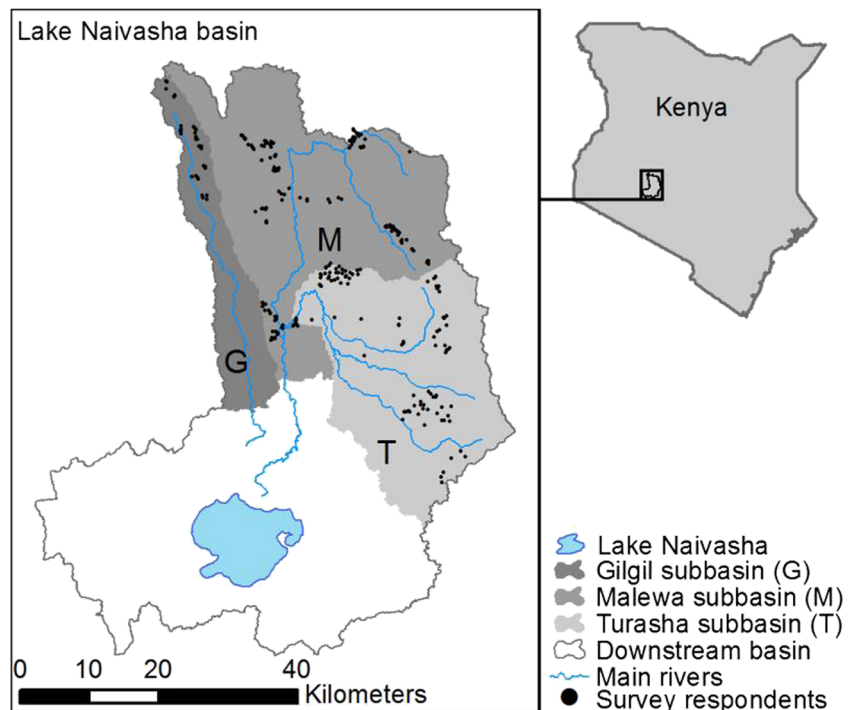 Lake Naivasha basin
Kenya
M
G
T
Lake Naivasha
Gilgil subbasin (G)
Malewa subbasin (M)
Turasha subbasin (T)
Downstream basin
Main rivers
Survey respondents
0 10 20 40
Kilometers